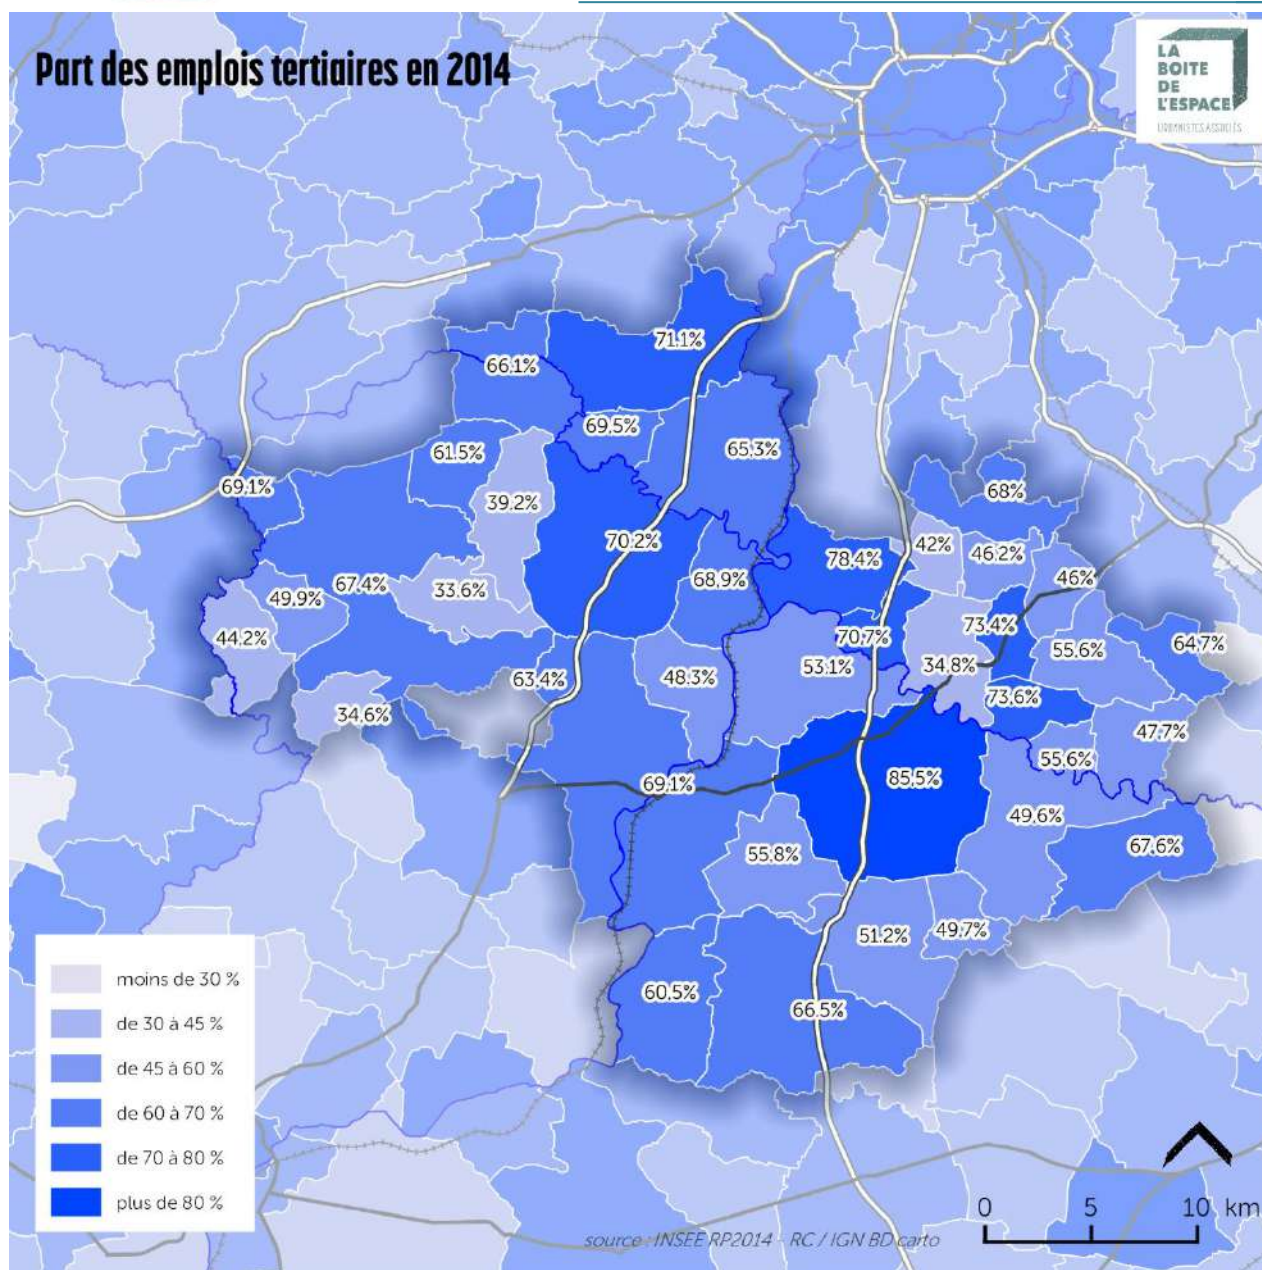 Part des emplois tertiaires en 2014
LA
BOITE
DE
L'ESPACE
URBANISTES ASSOCIÉS
71.1%
66.1%
69.5%
65.3%
61.5%
69.1%
39.2%
68%
70.2%
42%
46.2%
78.4%
46%
68.9%
67.4%
33.6%
49.9%
44.2%
73.4%
70.7%
55.6%
64.7%
53.1%
34.8%
63.4%
48.3%
73.6%
34.6%
47.7%
55.6%
69.1%
85.5%
49.6%
67.6%
55.8%
51.2%
49.7%
60.5%
66.5%
moins de 30 %
de 30 à 45 %
de 45 à 60 %
de 60 à 70 %
de 70 à 80 %
plus de 80 %
0 5 10 km
source : INSEE RP2014 - RC / IGN BD carto